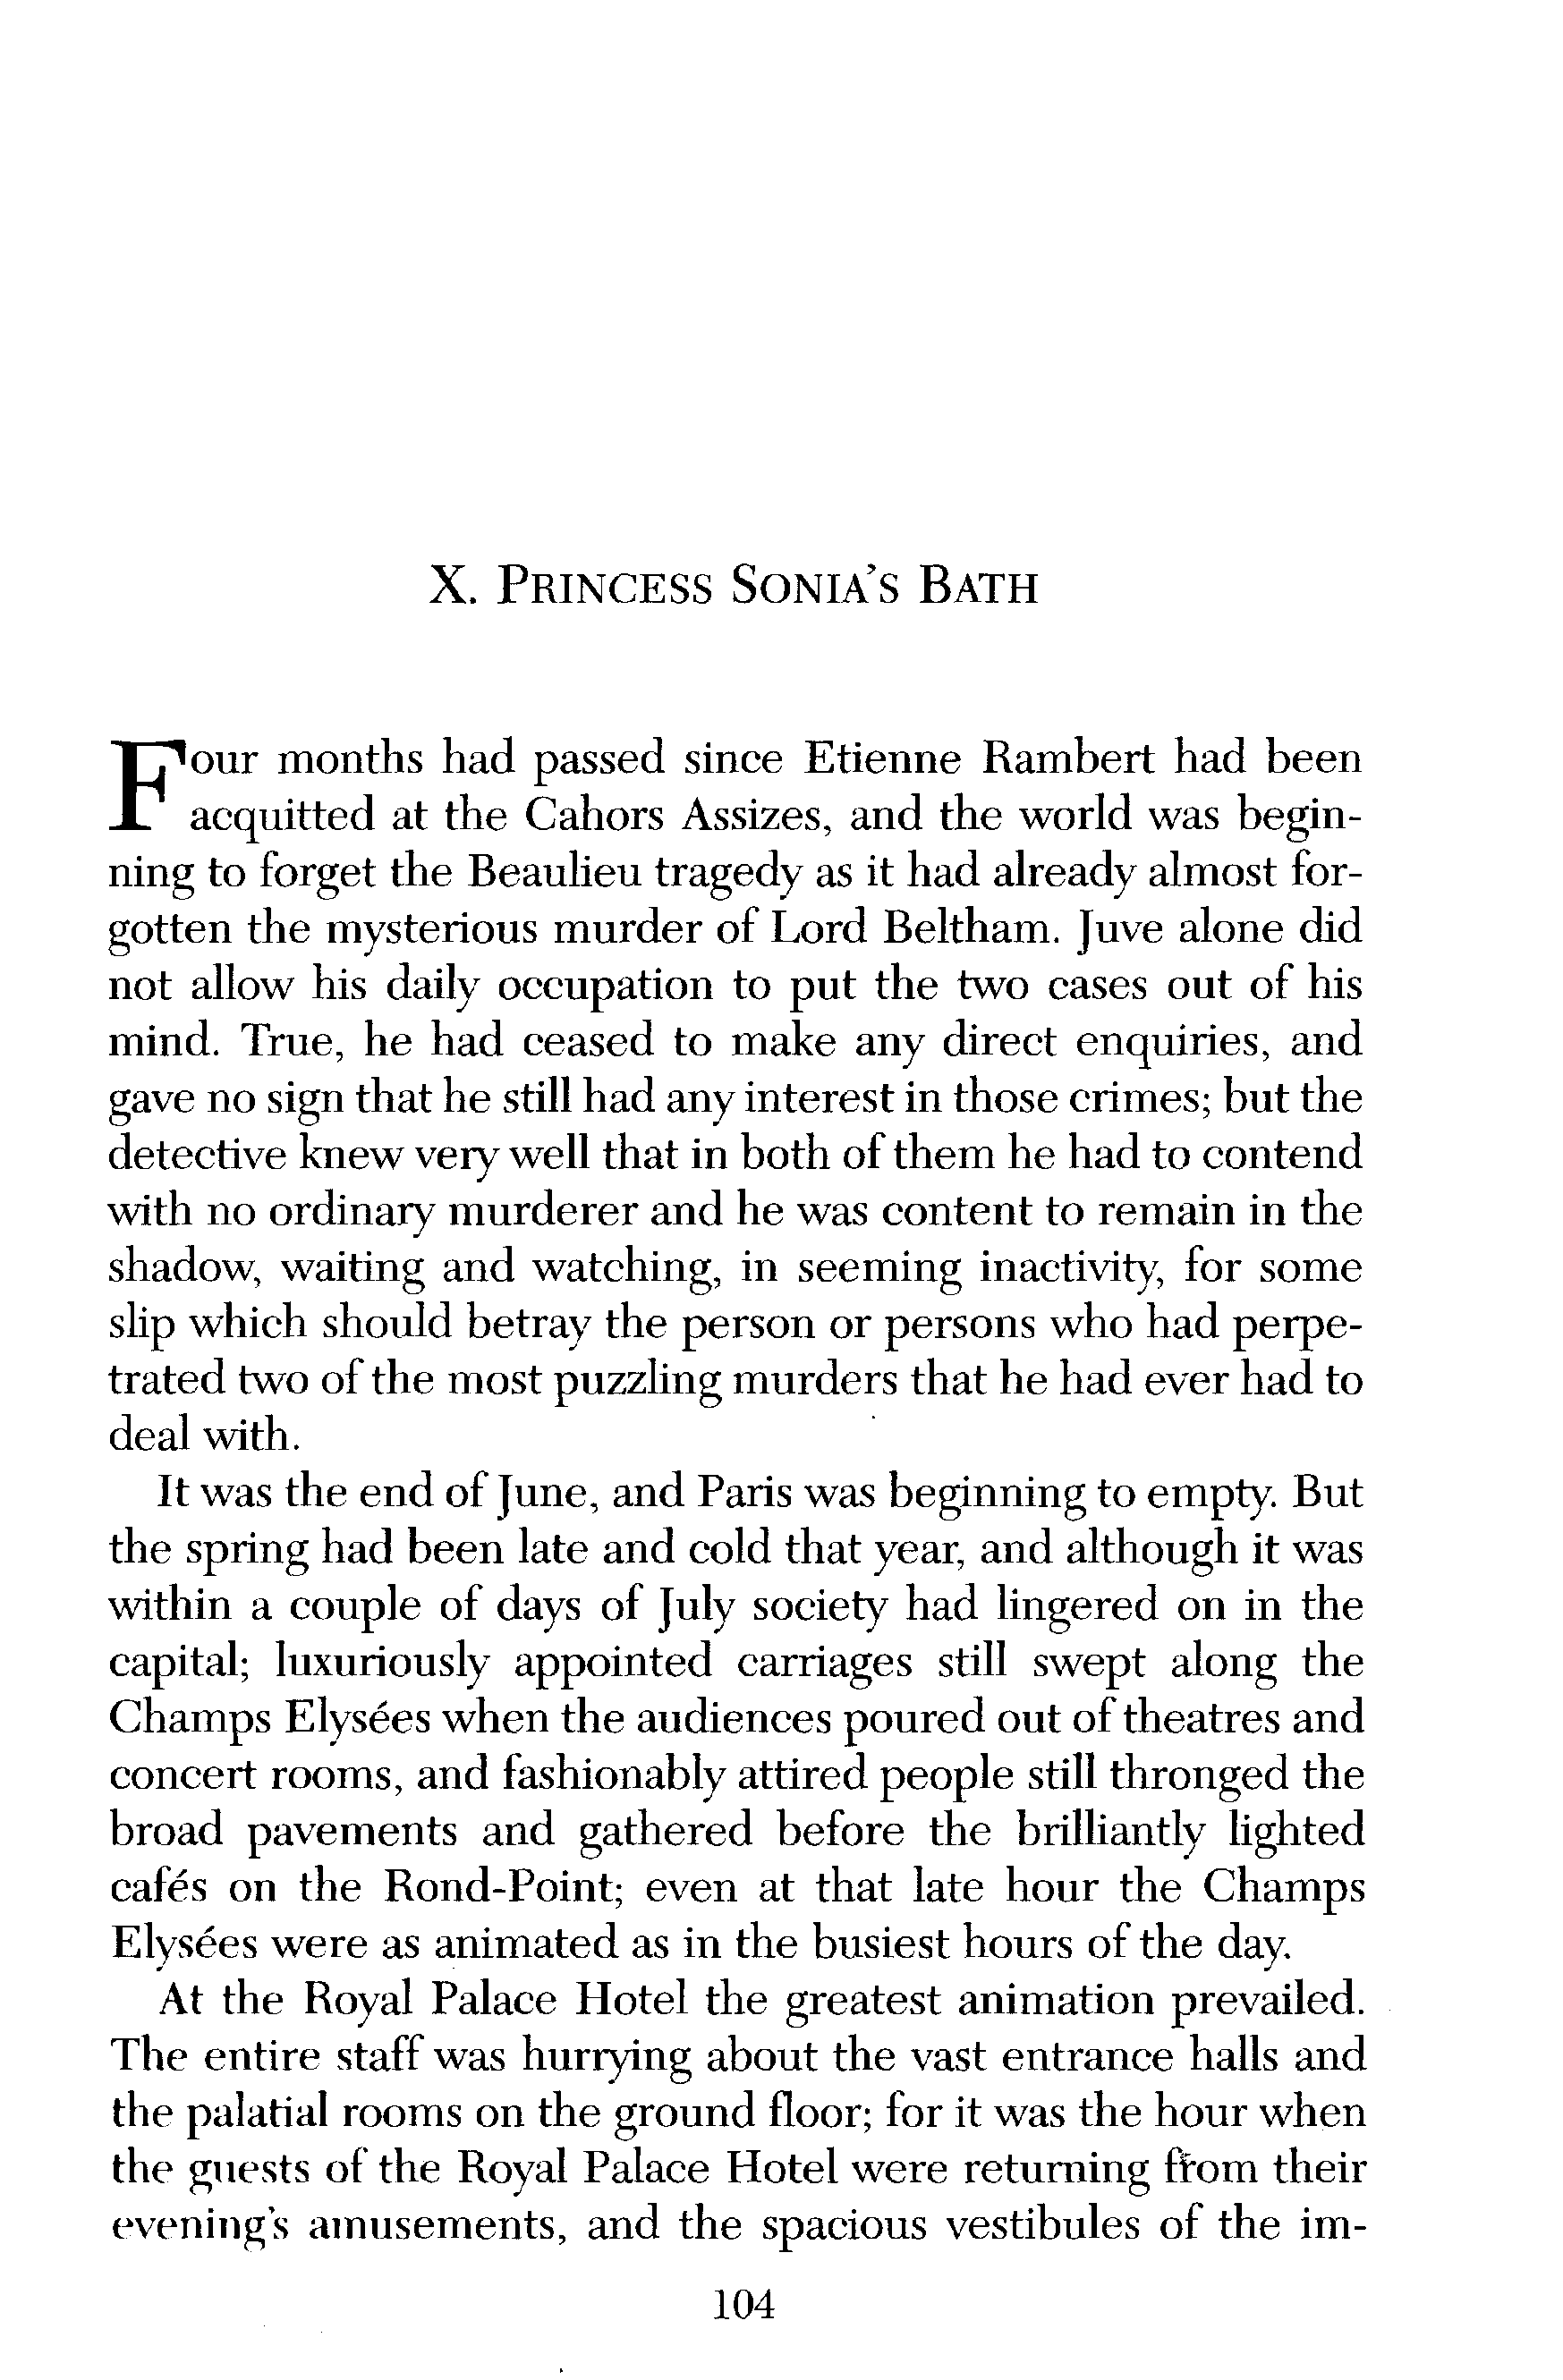 X. Princess Sonia's Bath
Four months had passed since Etienne Rambert had been
acquitted at the Cahors Assizes, and the world was begin-
ning to forget the Beaulieu tragedy as it had already almost for-
gotten the mysterious murder of Lord Beltham. Juve alone did
not allow his daily occupation to put the two cases out of his
mind. True, he had ceased to make any direct enquiries, and
gave no sign that he still had any interest in those crimes; but the
detective knew very well that in both of them he had to contend
with no ordinary murderer and he was content to remain in the
shadow, waiting and watching, in seeming inactivity, for some
slip which should betray the person or persons who had perpe-
trated two of the most puzzling murders that he had ever had to
deal with.
It was the end of June, and Paris was beginning to empty. But
the spring had been late and cold that year, and although it was
within a couple of days of July society had lingered on in the
capital; luxuriously appointed carriages still swept along the
Champs Elysées when the audiences poured out of theatres and
concert rooms, and fashionably attired people still thronged the
broad pavements and gathered before the brilliantly lighted
cafés on the Rond-Point; even at that late hour the Champs
Elysées were as animated as in the busiest hours of the day.
At the Royal Palace Hotel the greatest animation prevailed.
The entire staff was hurrying about the vast entrance halls and
the palatial rooms on the ground floor; for it was the hour when
the guests of the Royal Palace Hotel were returning from their
evening's amusements, and the spacious vestibules of the im-
104